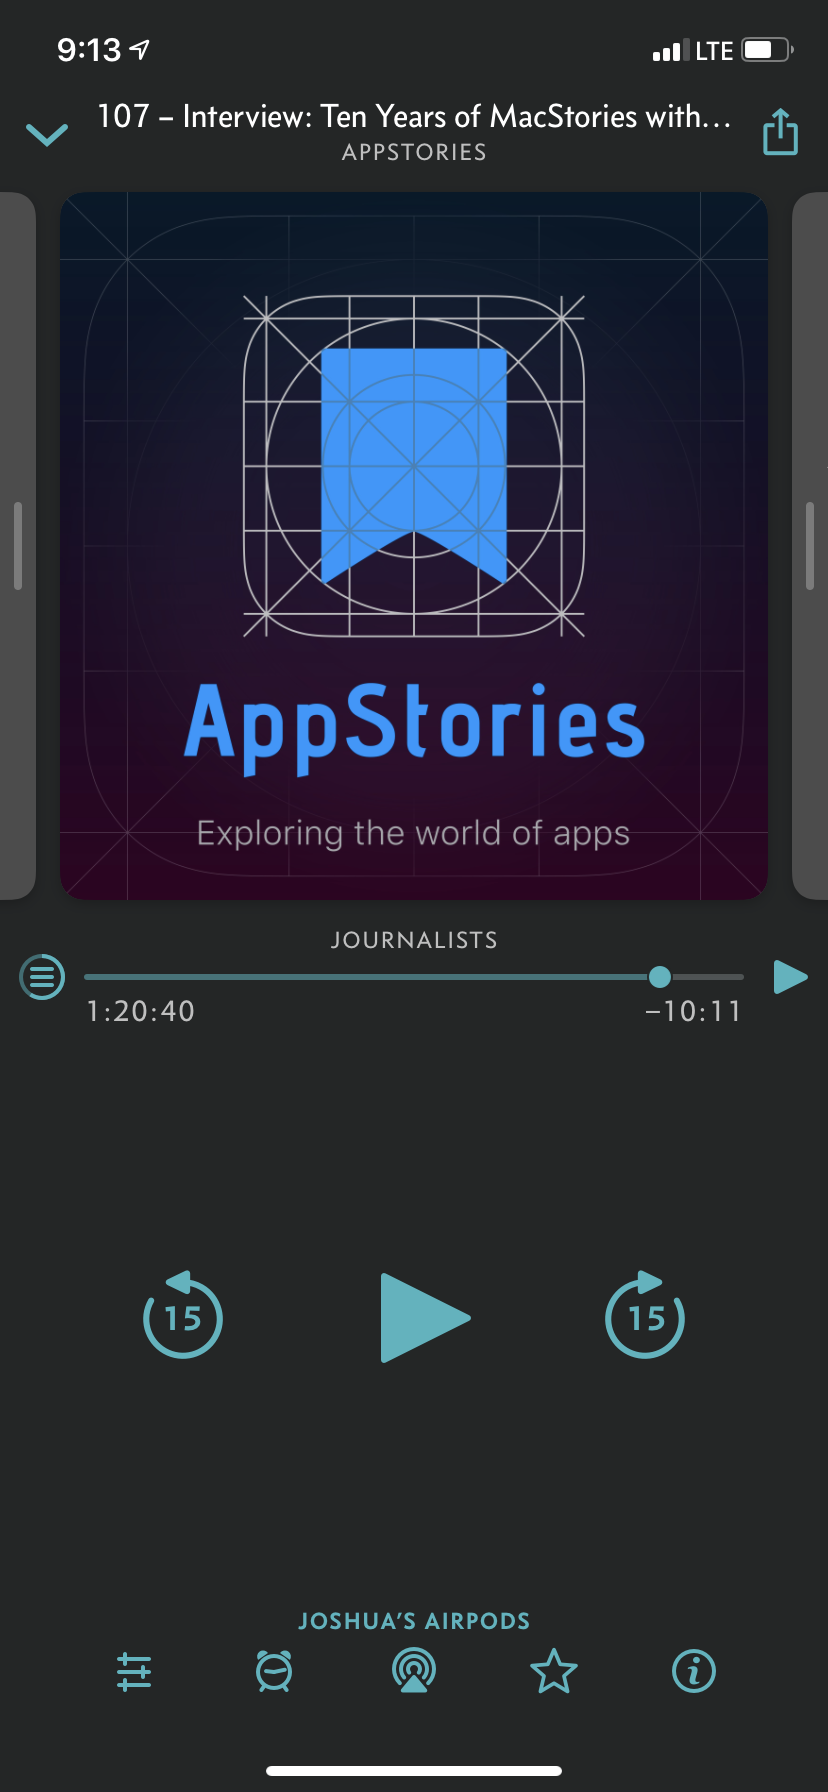 9:13
LTE
107 – Interview: Ten Years of MacStories with...
APPSTORIES
AppStories
Exploring the world of apps
JOURNALISTS
1:20:40
–10:11
15
15
JOSHUA'S AIRPODS